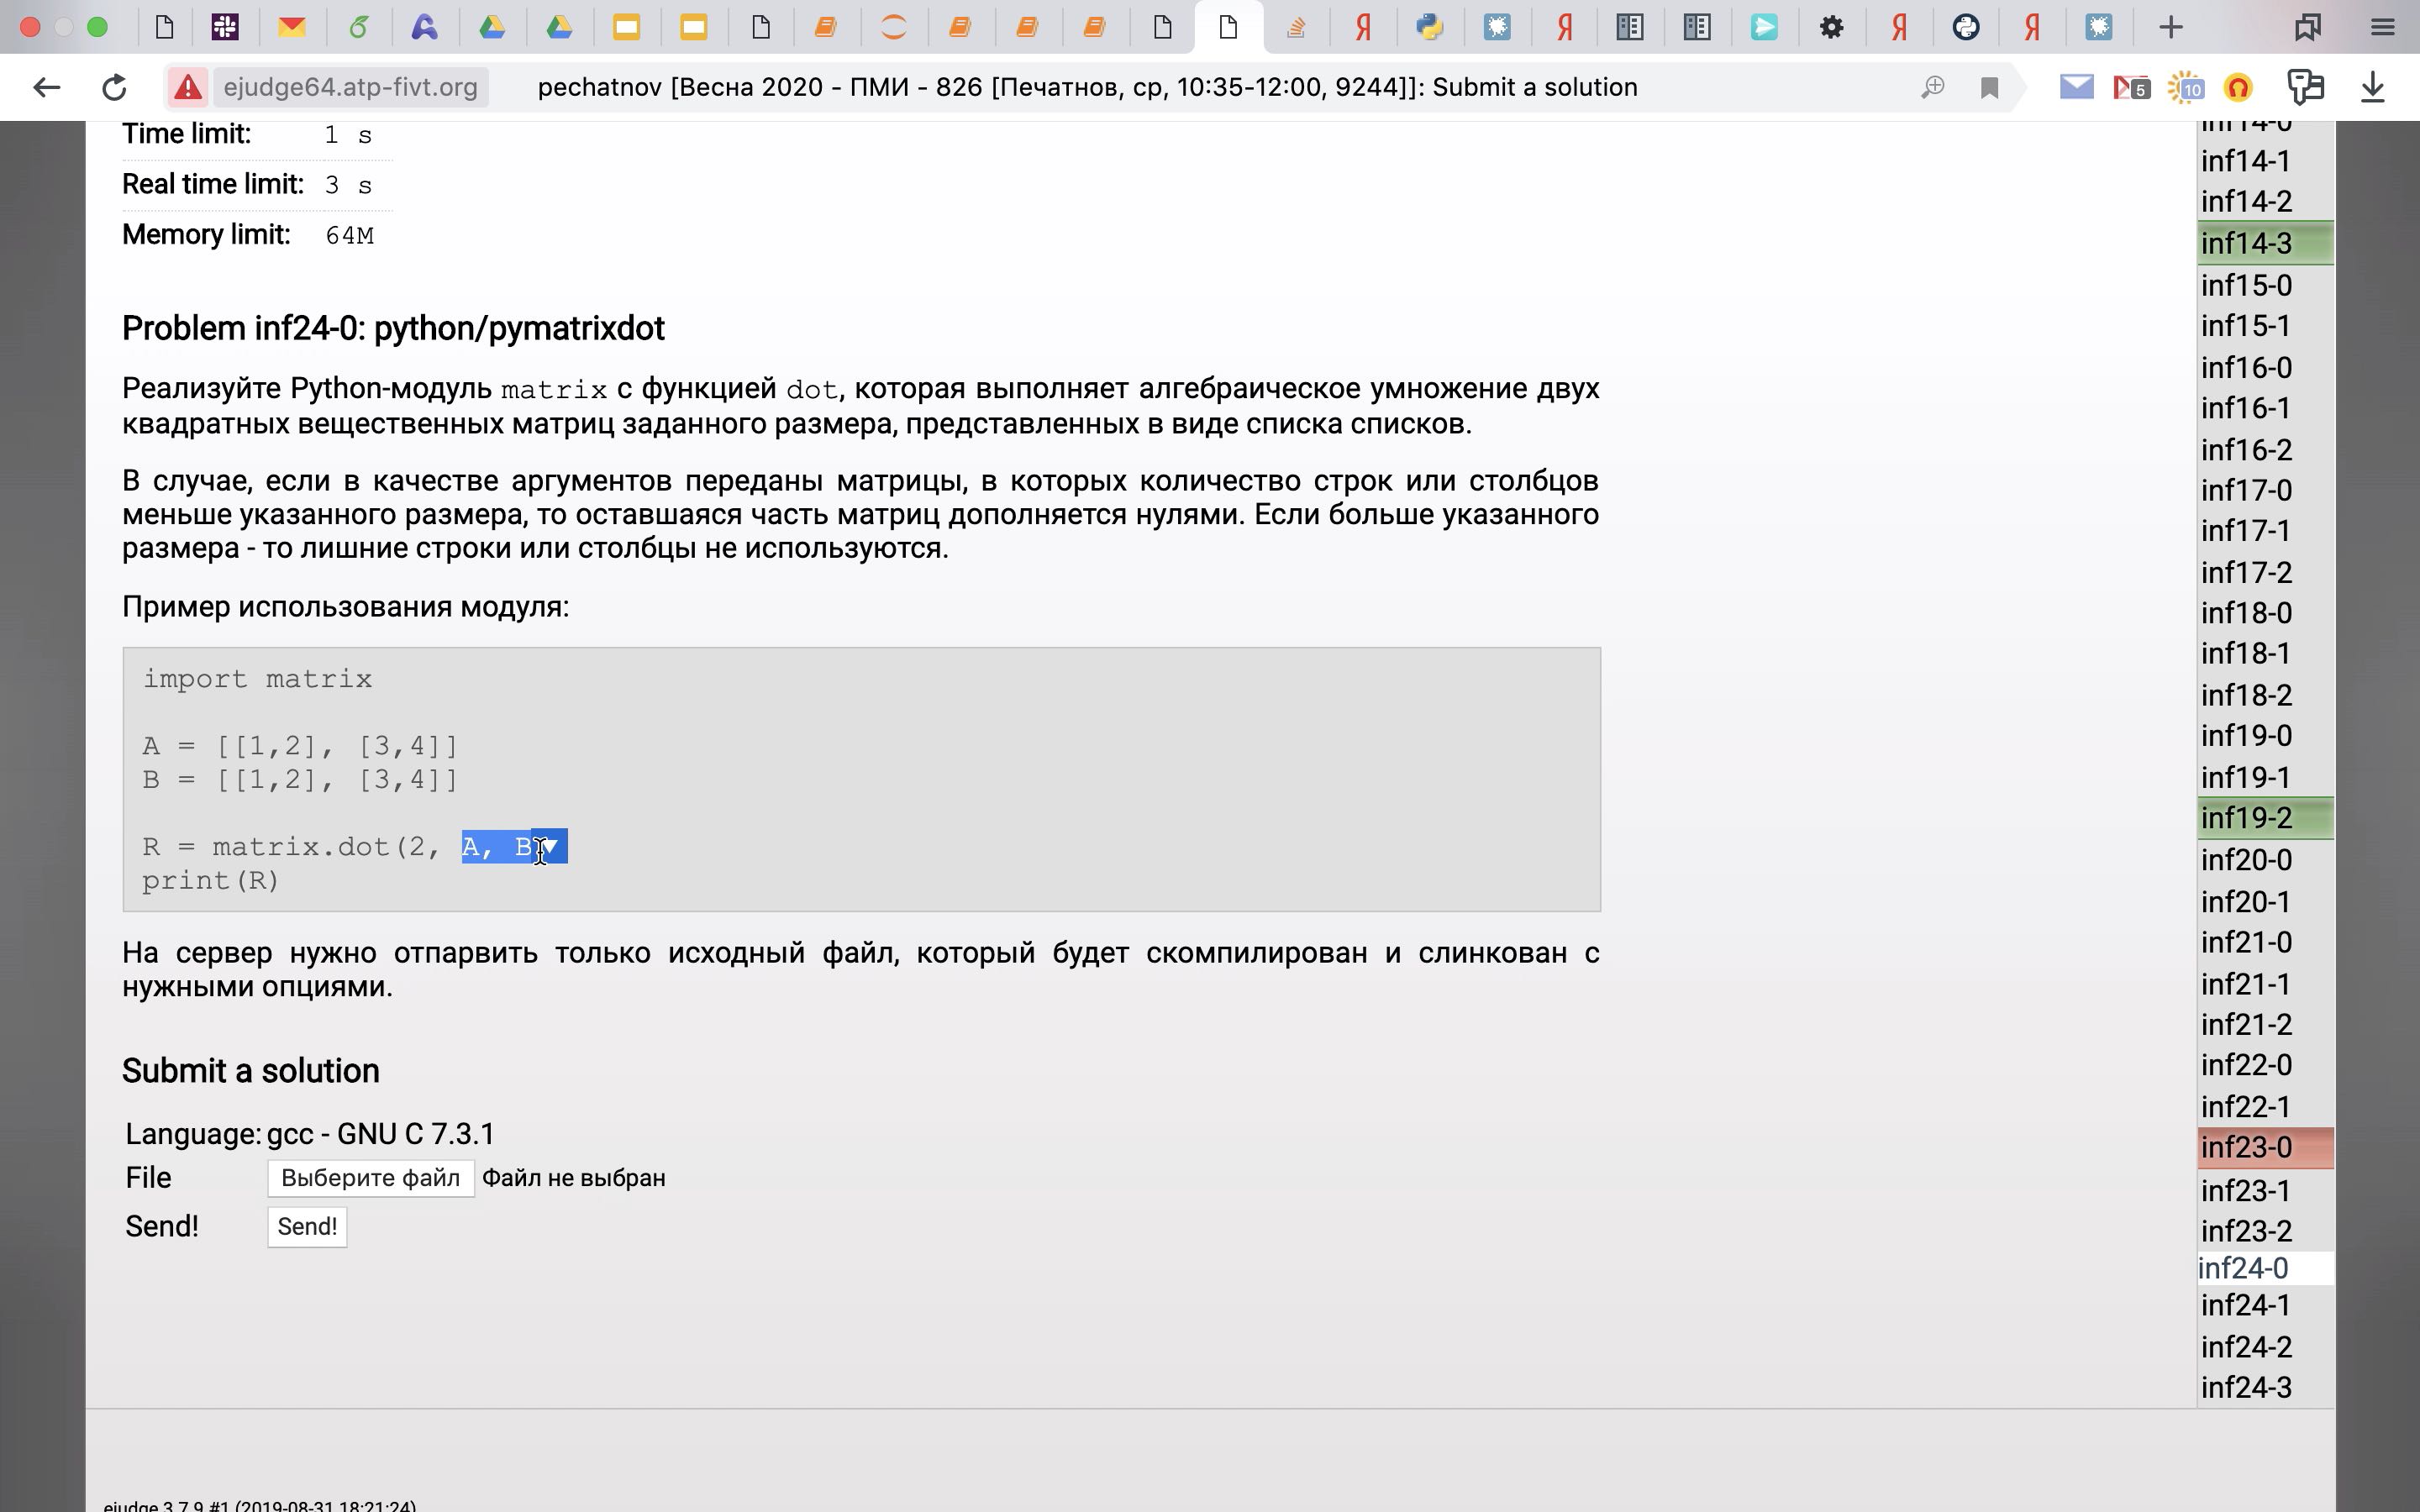 ejudge64.atp-fivt.org pechatnov [Весна 2020 - ПМИ - 826 [Печатнов, ср, 10:35-12:00, 9244]]: Submit a solution
5
10
Time limit: 1 s
Real time limit: 3 s
Memory limit: 64M
Problem inf24-0: python/pymatrixdot
Реализуйте Python-модуль matrix с функцией dot, которая выполняет алгебраическое умножение двух
квадратных вещественных матриц заданного размера, представленных в виде списка списков.
В случае, если в качестве аргументов переданы матрицы, в которых количество строк или столбцов
меньше указанного размера, то оставшаяся часть матриц дополняется нулями. Если больше указанного
размера - то лишние строки или столбцы не используются.
Пример использования модуля:
import matrix
A = [[1,2], [3,4]]
B = [[1,2], [3,4]]
R = matrix.dot(2, A, B
print(R)
На сервер нужно отпарвить только исходный файл, который будет скомпилирован и слинкован с
нужными опциями.
Submit a solution
Language: gcc - GNU C 7.3.1
File Выберите файл Файл не выбран
Send! Send!
inf14-0
inf14-1
inf14-2
inf14-3
inf15-0
inf15-1
inf16-0
inf16-1
inf16-2
inf17-0
inf17-1
inf17-2
inf18-0
inf18-1
inf18-2
inf19-0
inf19-1
inf19-2
inf20-0
inf20-1
inf21-0
inf21-1
inf21-2
inf22-0
inf22-1
inf23-0
inf23-1
inf23-2
inf24-0
inf24-1
inf24-2
inf24-3
ejudge 3.7.9 #1 (2019-08-31 18:21:24)